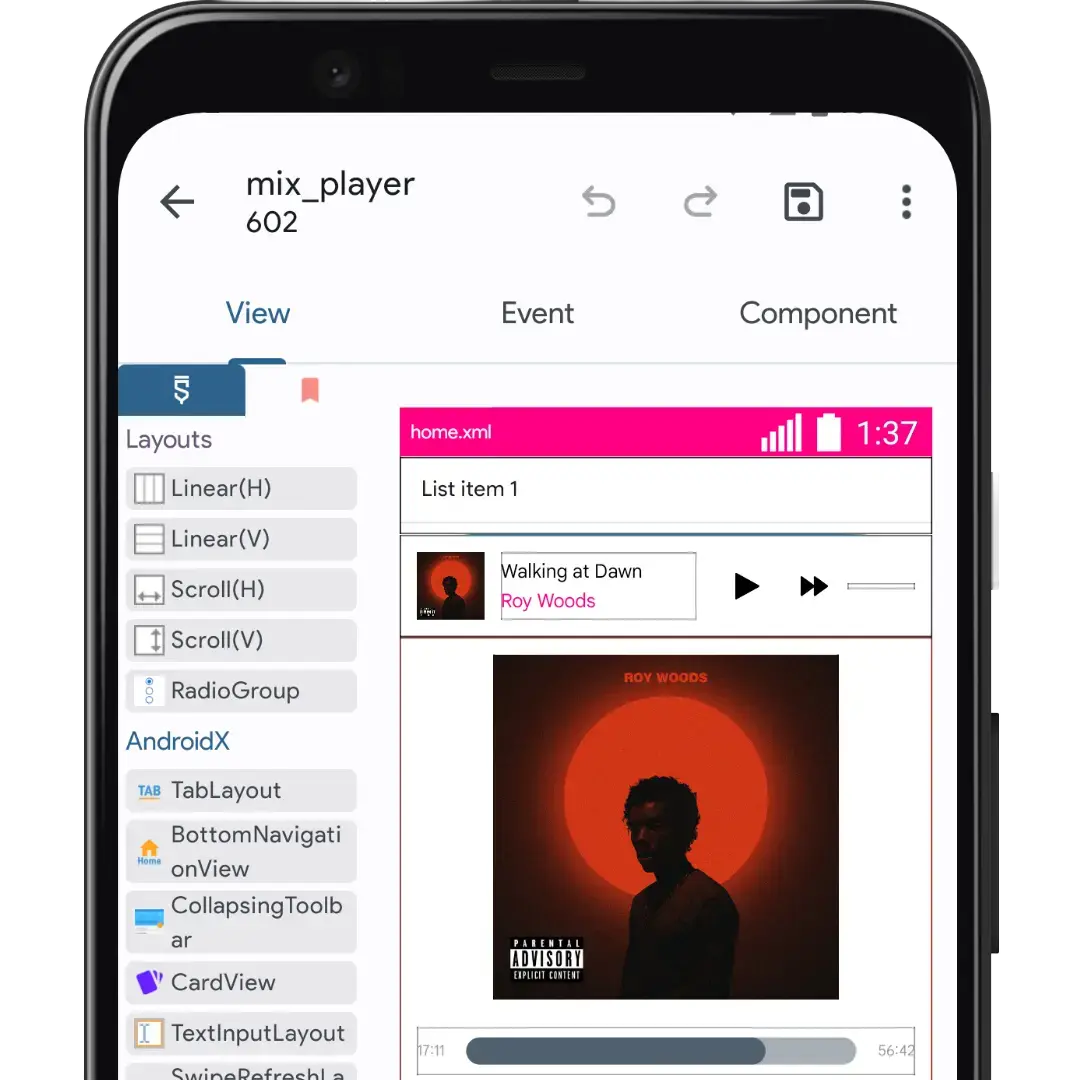 mix_player
602
View
Event
Component
Layouts
Linear(H)
Linear(V)
Scroll(H)
Scroll(V)
RadioGroup
AndroidX
TAB
TabLayout
Home
BottomNavigati
onView
CollapsingToolb
ar
CardView
TextInputLayout
SwipeRefreshLa
home.xml
1:37
List item 1
Walking at Dawn
Roy Woods
ROY WOODS
PARENTAL
ADVISORY
EXPLICIT CONTENT
17:11
56:42